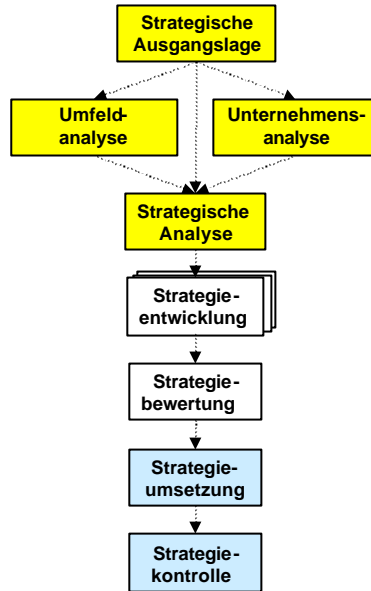 Strategische
Ausgangslage
Umfeld-
analyse
Unternehmens-
analyse
Strategische
Analyse
Strategie-
entwicklung
Strategie-
bewertung
Strategie-
umsetzung
Strategie-
kontrolle